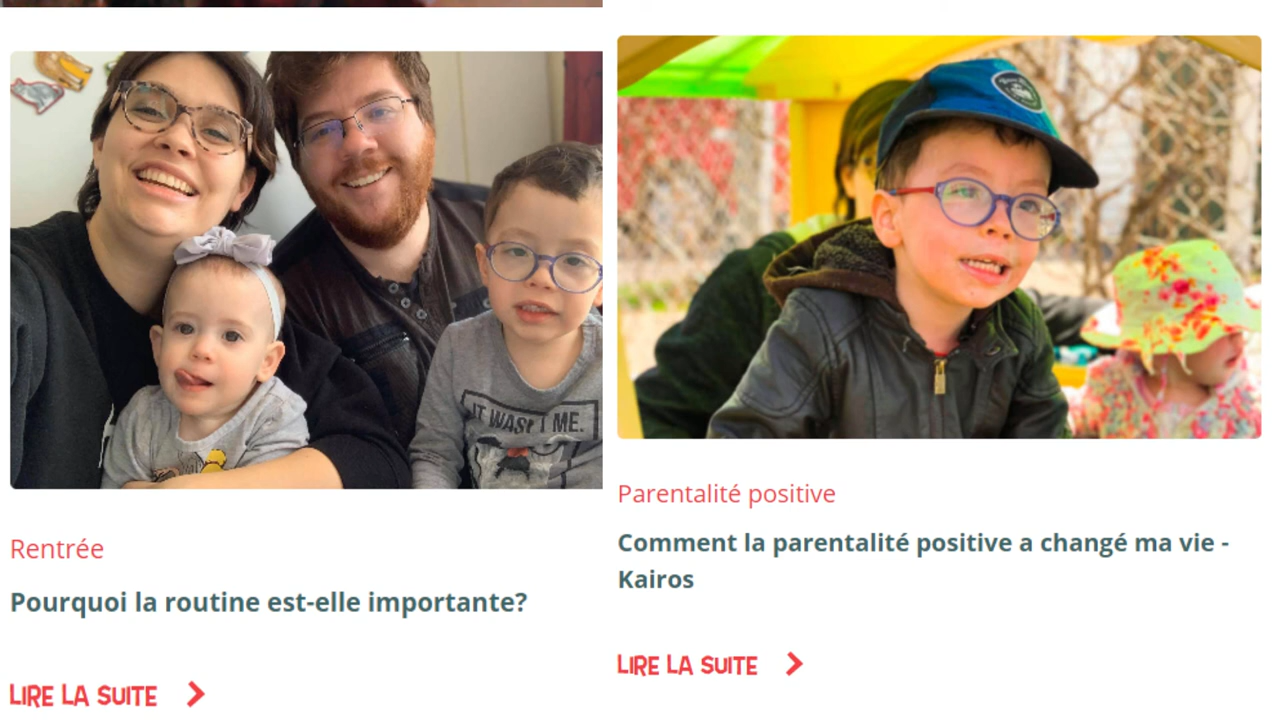 IT WASN'T ME.
Rentrée
Pourquoi la routine est-elle importante?
LIRE LA SUITE
Parentalité positive
Comment la parentalité positive a changé ma vie -
Kairos
LIRE LA SUITE